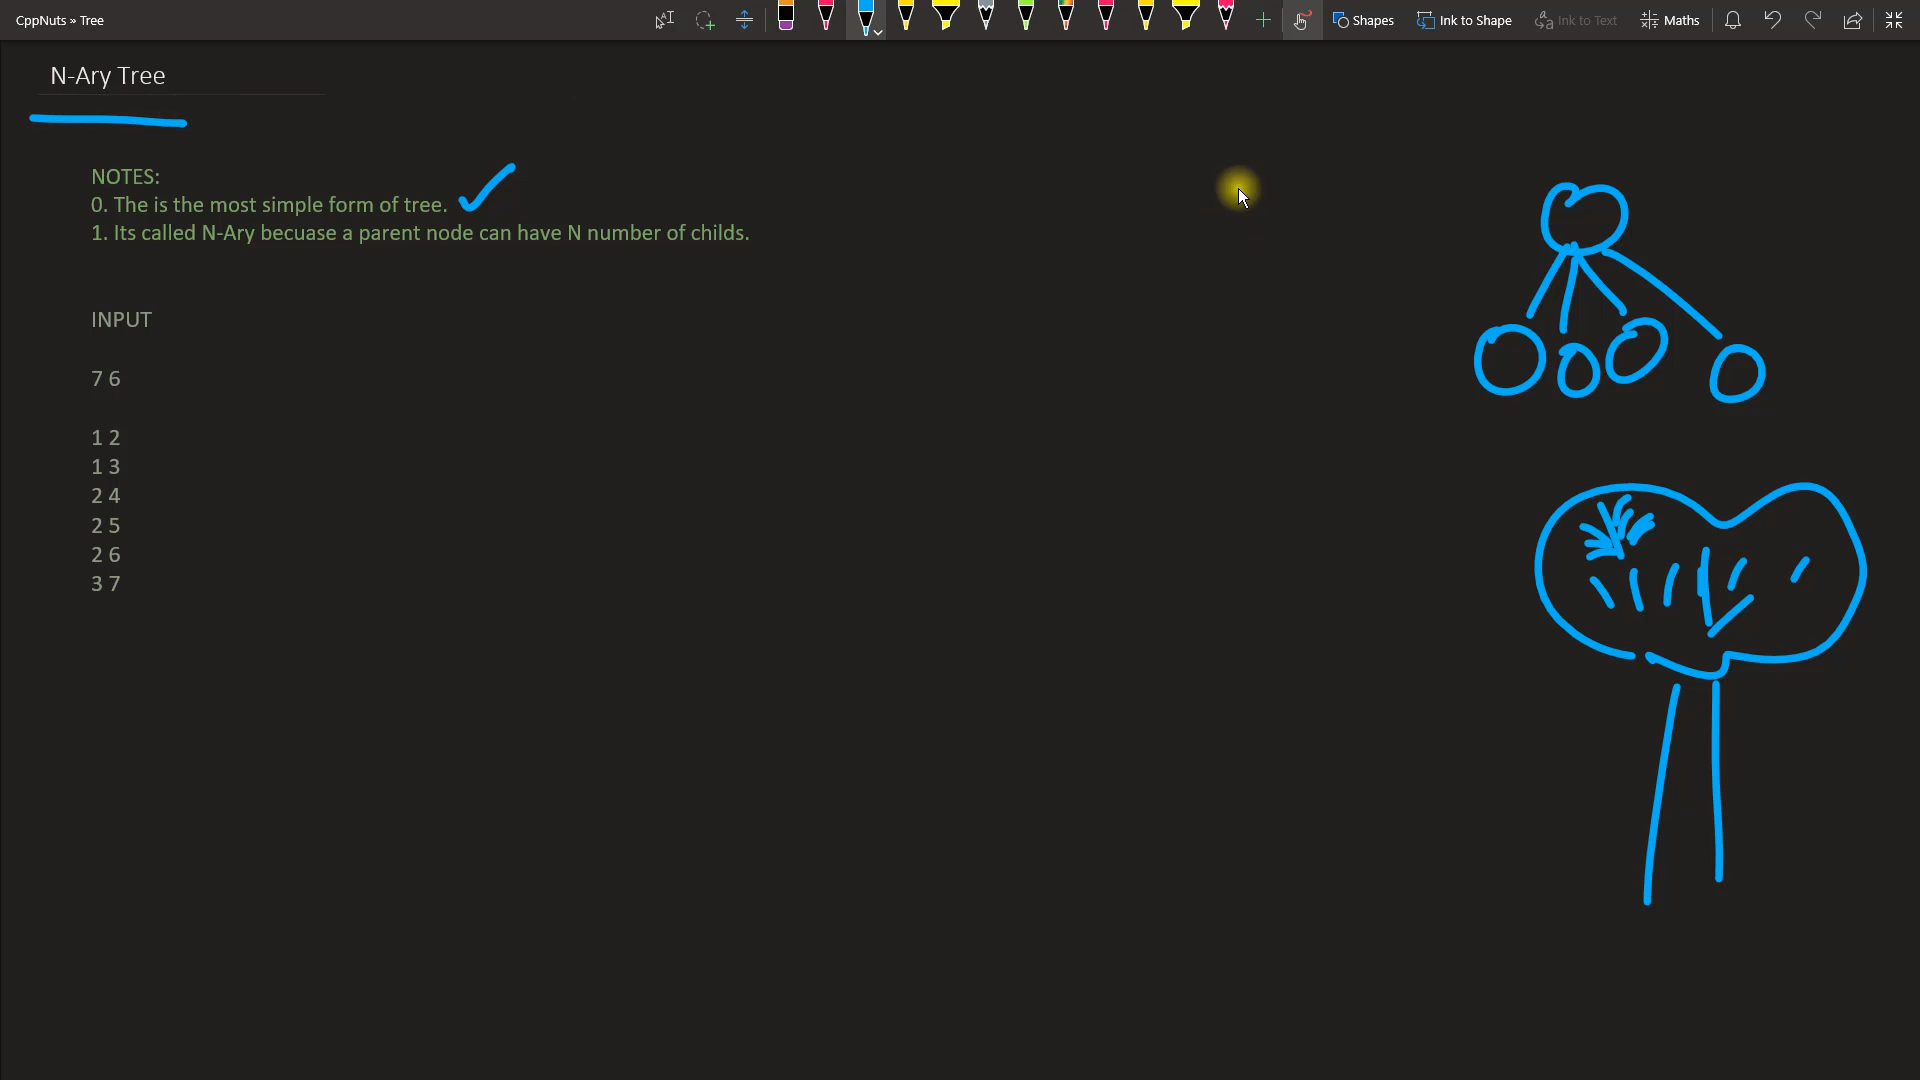 CppNuts » Tree
Shapes
Ink to Shape
Ink to Text
Maths
N-Ary Tree
NOTES:
0. The is the most simple form of tree.
1. Its called N-Ary becuase a parent node can have N number of childs.
INPUT
7 6
1 2
1 3
2 4
2 5
2 6
3 7